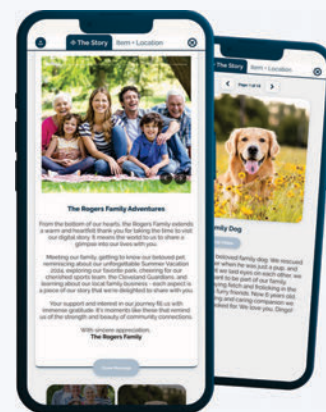 The Story
Item + Location
The Rogers Family Adventures
From the bottom of our hearts, the Rogers Family extends
a warm and heartfelt thank you for taking the time to visit
our digital story. It means the world to us to share a
glimpse into our lives with you.
Meeting our family, getting to know our beloved pet,
reminiscing about our unforgettable Summer Vacation
2024, exploring our favorite park, cheering for our
cherished sports team, the Cleveland Guardians, and
learning about our local family business - each aspect is
a piece of our story that we're delighted to share with you.
Your support and interest in our journey fill us with
immense gratitude. It's moments like these that remind
us of the strength and beauty of community connections.
With sincere appreciation,
The Rogers Family
The Story
Item + Location
Page 1 of
mily Dog
beloved family dog. We rescued
er when he was just a pup, and
we last eyes on each other, we
eant to be part of our family.
aying fetch and frolicking in the
furry friends. Now 6 years old,
ing and caring companion we
asked for. We love you, Dingo!